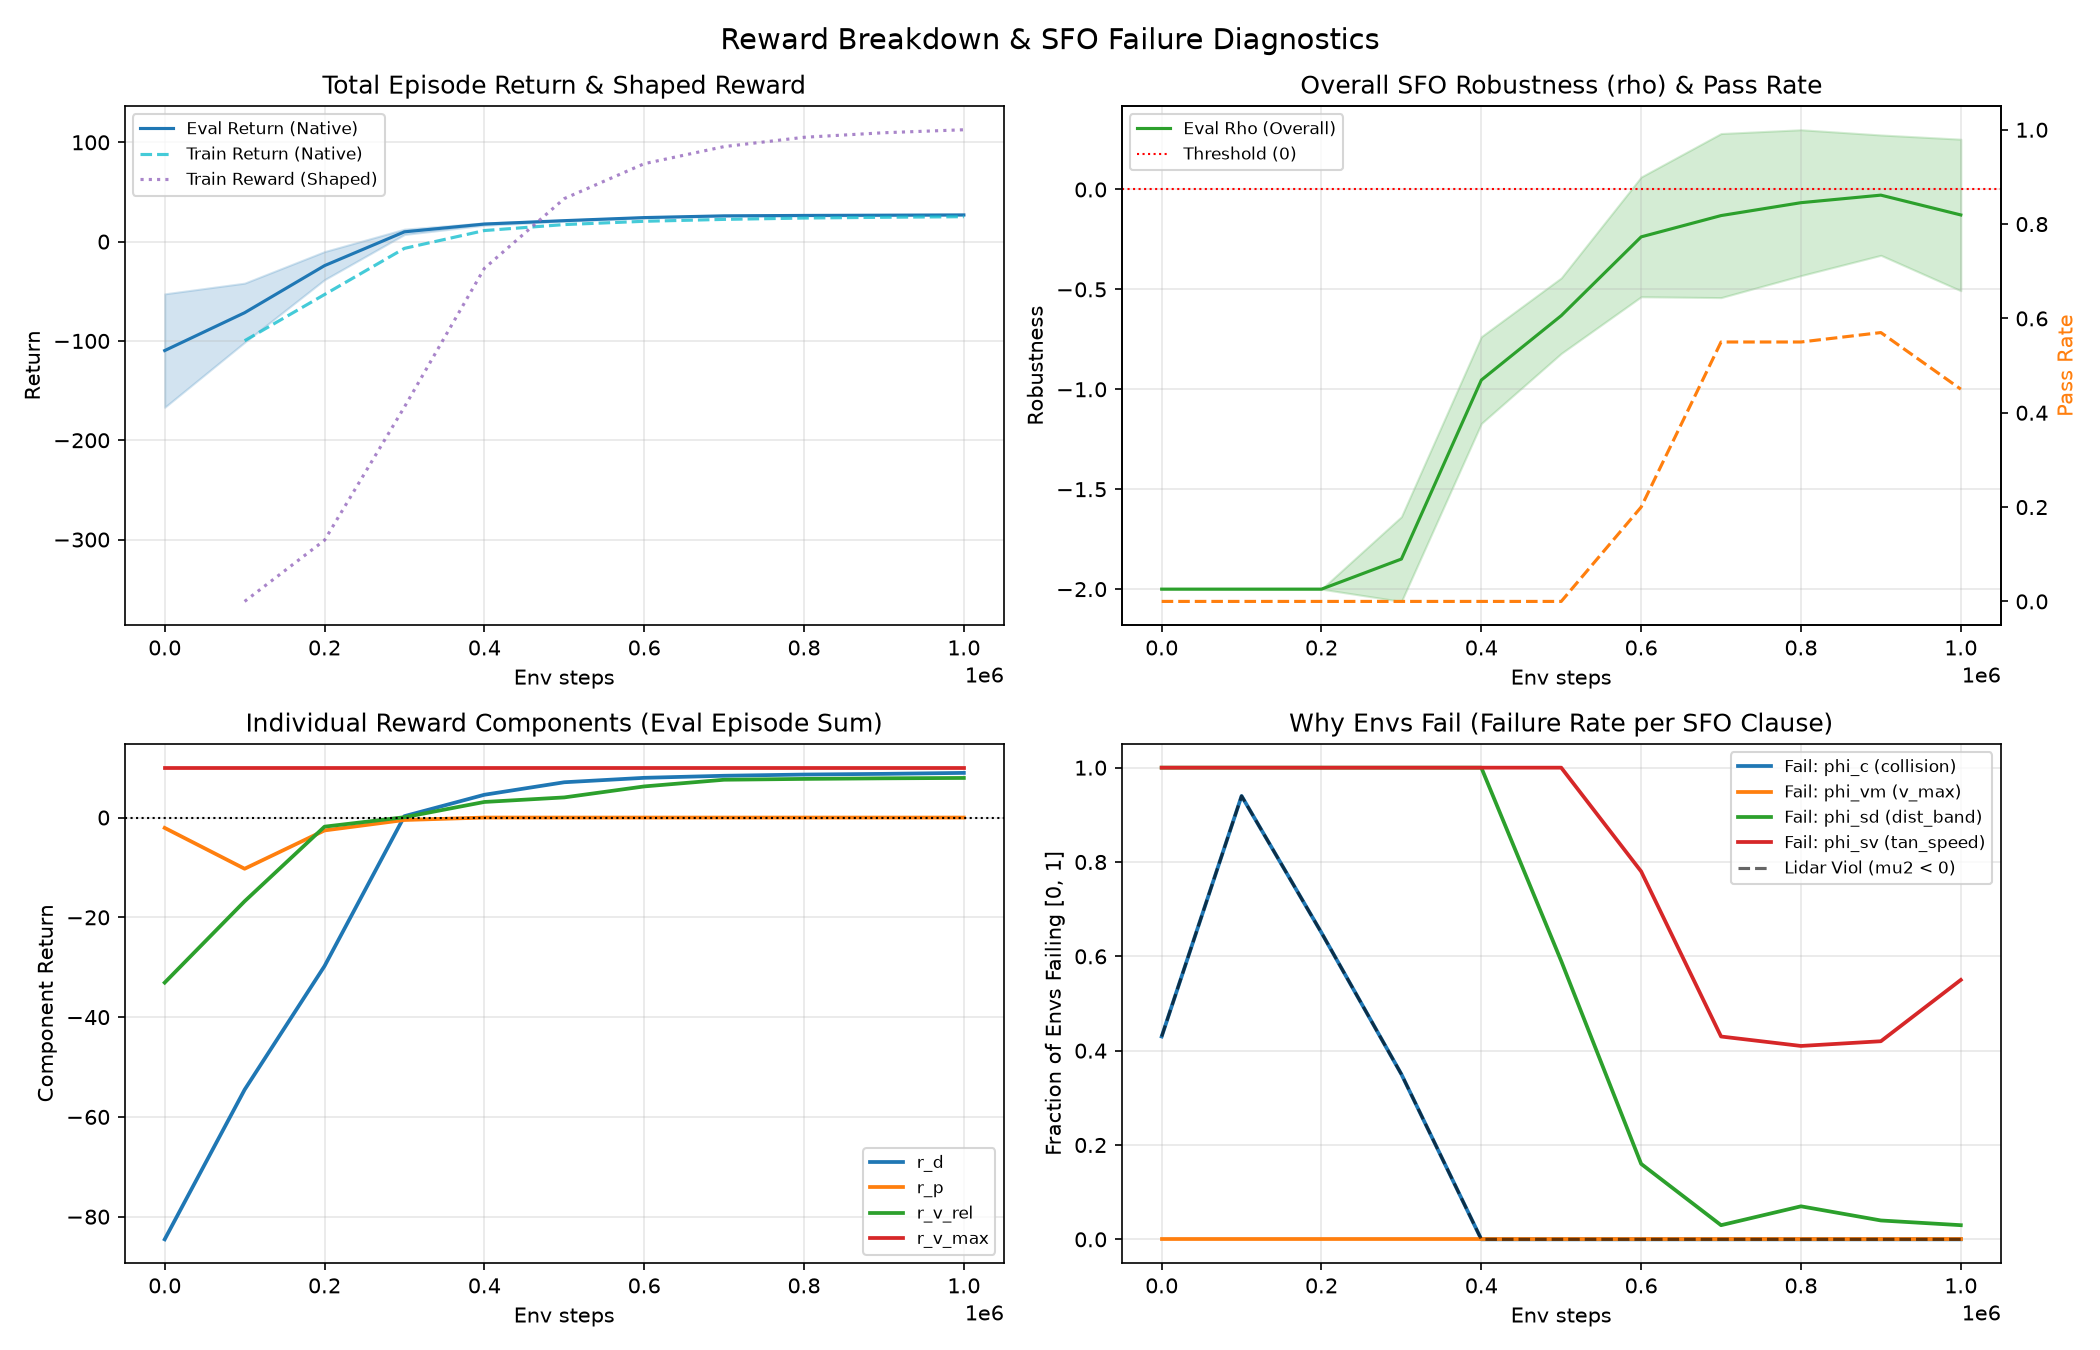 Reward Breakdown & SFO Failure Diagnostics
Total Episode Return & Shaped Reward
Eval Return (Native)
Train Return (Native)
Train Reward (Shaped)
100
0
−100
−200
−300
Return
0.0 0.2 0.4 0.6 0.8 1.0
1e6
Env steps
Overall SFO Robustness (rho) & Pass Rate
Eval Rho (Overall)
Threshold (0)
0.0
−0.5
−1.0
−1.5
−2.0
Robustness
1.0
0.8
0.6
0.4
0.2
0.0
Pass Rate
0.0 0.2 0.4 0.6 0.8 1.0
1e6
Env steps
Individual Reward Components (Eval Episode Sum)
0
−20
−40
−60
−80
Component Return
r_d
r_p
r_v_rel
r_v_max
0.0 0.2 0.4 0.6 0.8 1.0
1e6
Env steps
Why Envs Fail (Failure Rate per SFO Clause)
Fail: phi_c (collision)
Fail: phi_vm (v_max)
Fail: phi_sd (dist_band)
Fail: phi_sv (tan_speed)
Lidar Viol (mu2 < 0)
1.0
0.8
0.6
0.4
0.2
0.0
Fraction of Envs Failing [0, 1]
0.0 0.2 0.4 0.6 0.8 1.0
1e6
Env steps